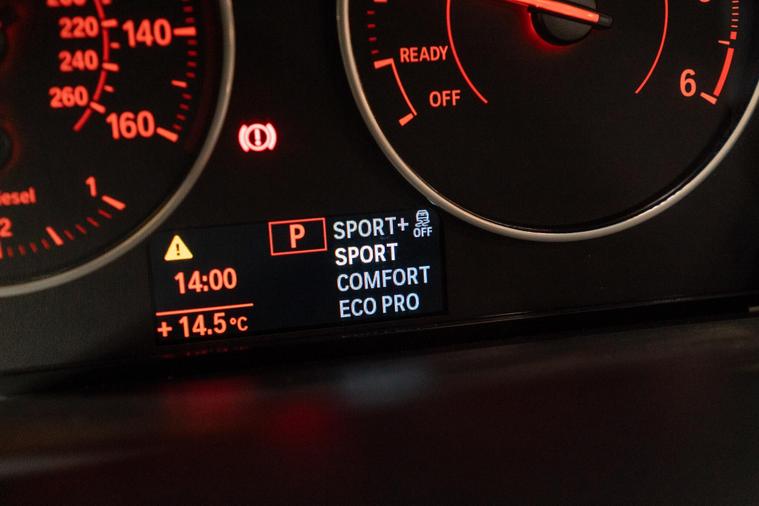 220
240
260
140
160
iesel
1
2
READY
OFF
6
P
SPORT+
OFF
SPORT
COMFORT
ECO PRO
14:00
+ 14.5°C